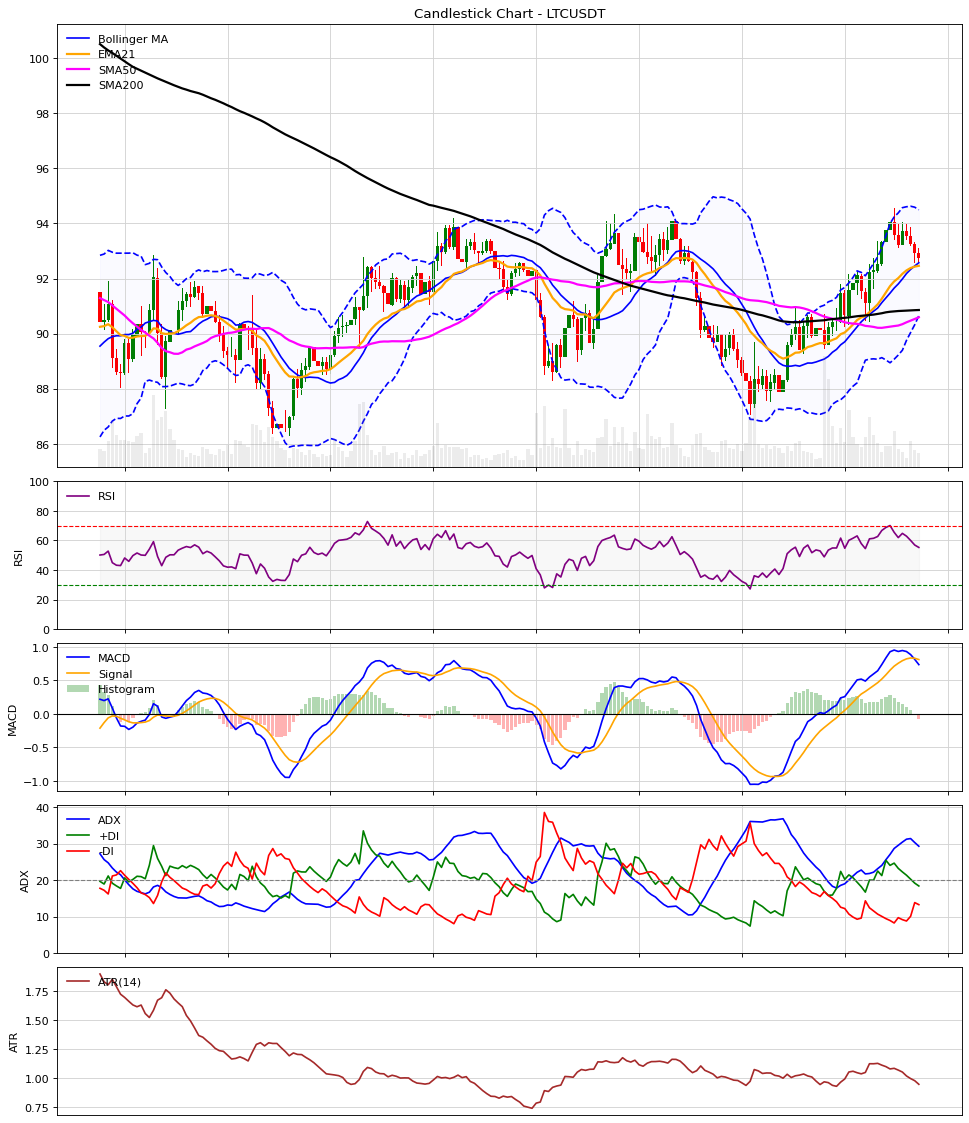 Candlestick Chart - LTCUSDT
Bollinger MA
EMA21
SMA50
SMA200
100
98
96
94
92
90
88
86
RSI
100
80
60
40
20
0
RSI
MACD
Signal
Histogram
1.0
0.5
0.0
−0.5
−1.0
MACD
ADX
+DI
-DI
40
30
20
10
0
ADX
ATR(14)
1.75
1.50
1.25
1.00
0.75
ATR